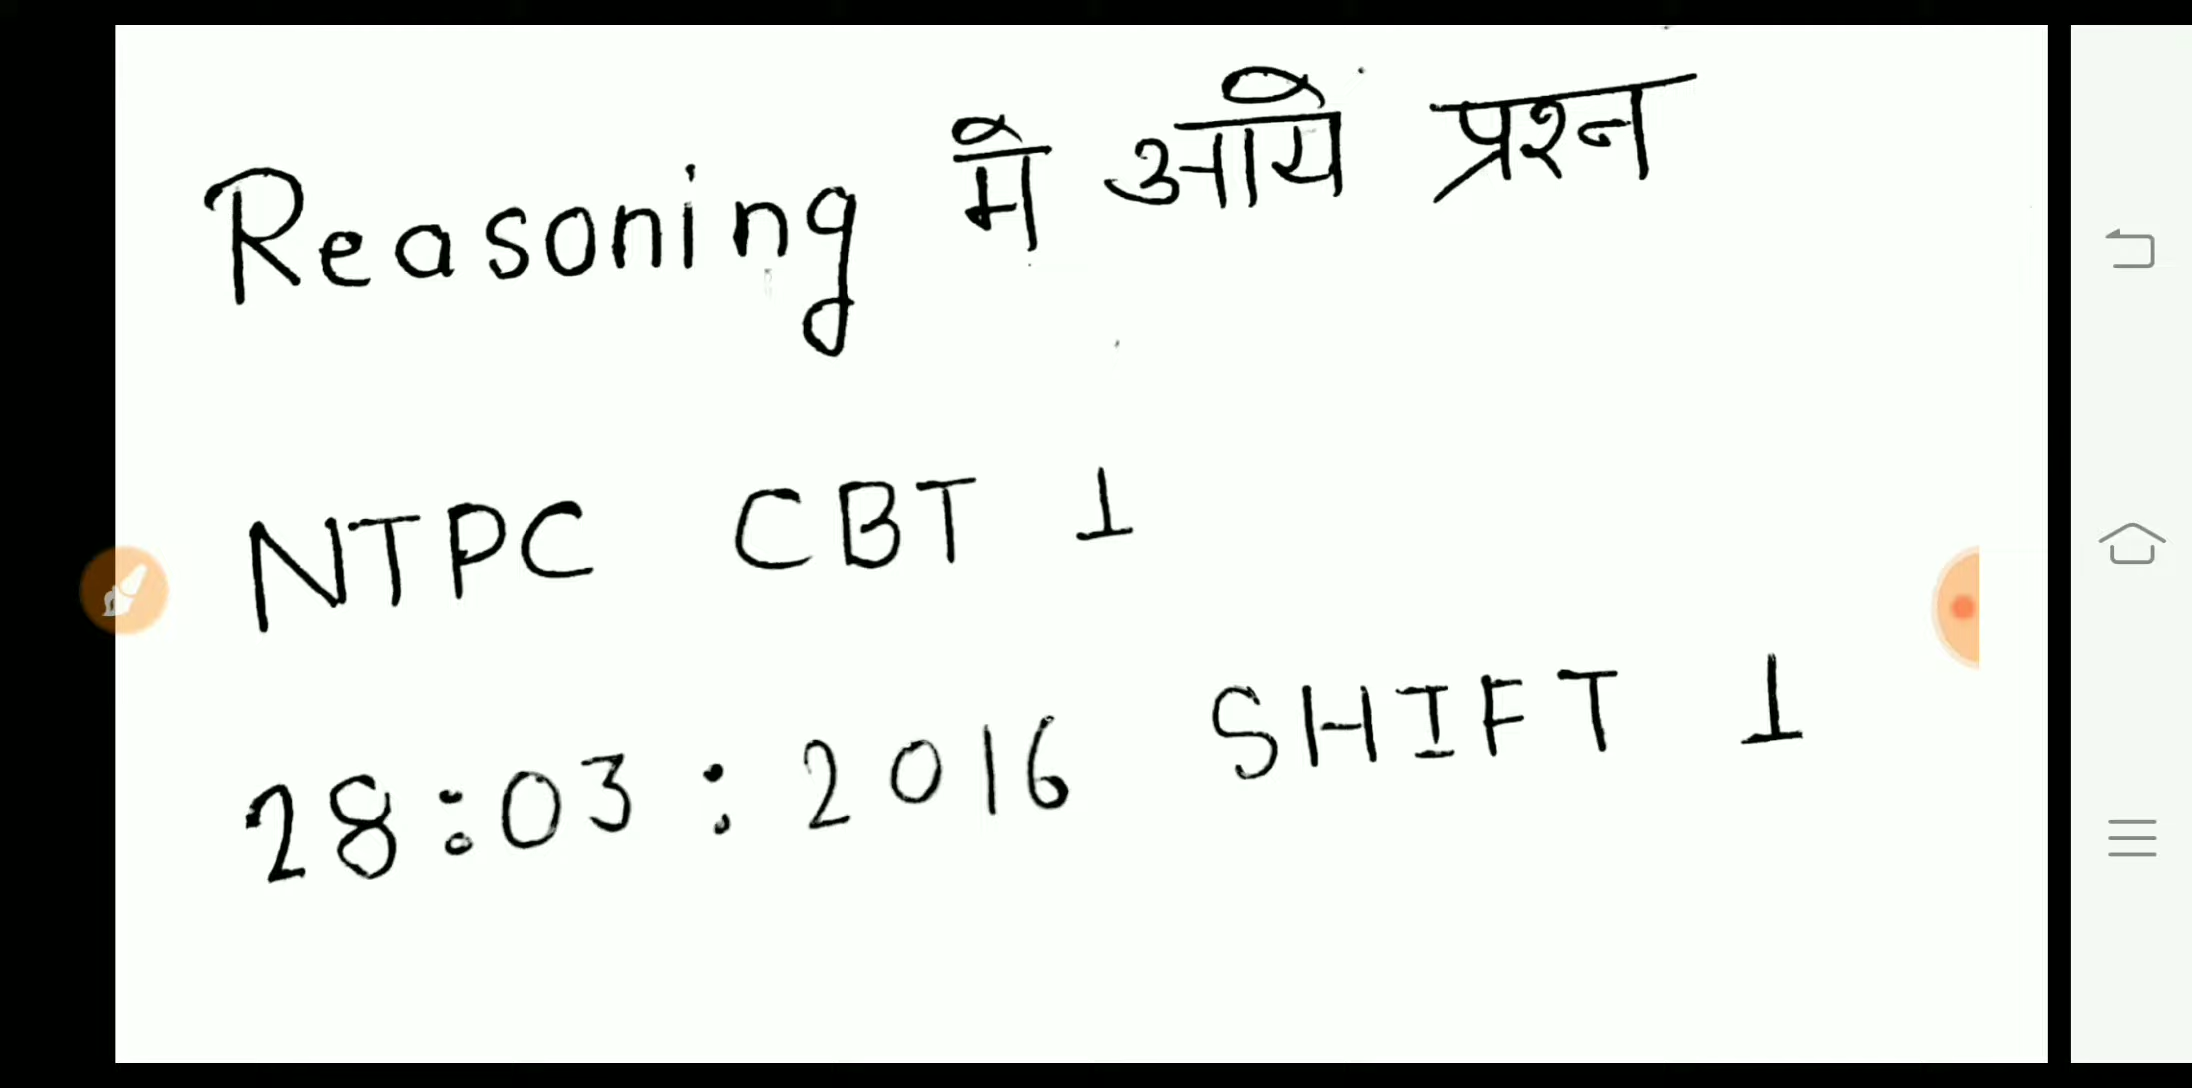 Reasoning मे आये प्रश्न
NTPC CBT 1
28:03:2016 SHIFT 1